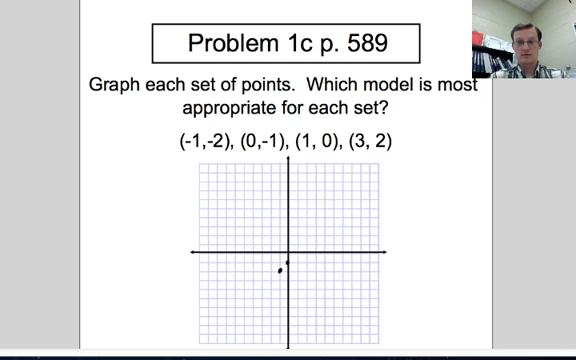 Problem 1c p. 589
Graph each set of points.  Which model is most
appropriate for each set?
(-1,-2), (0,-1), (1, 0), (3, 2)